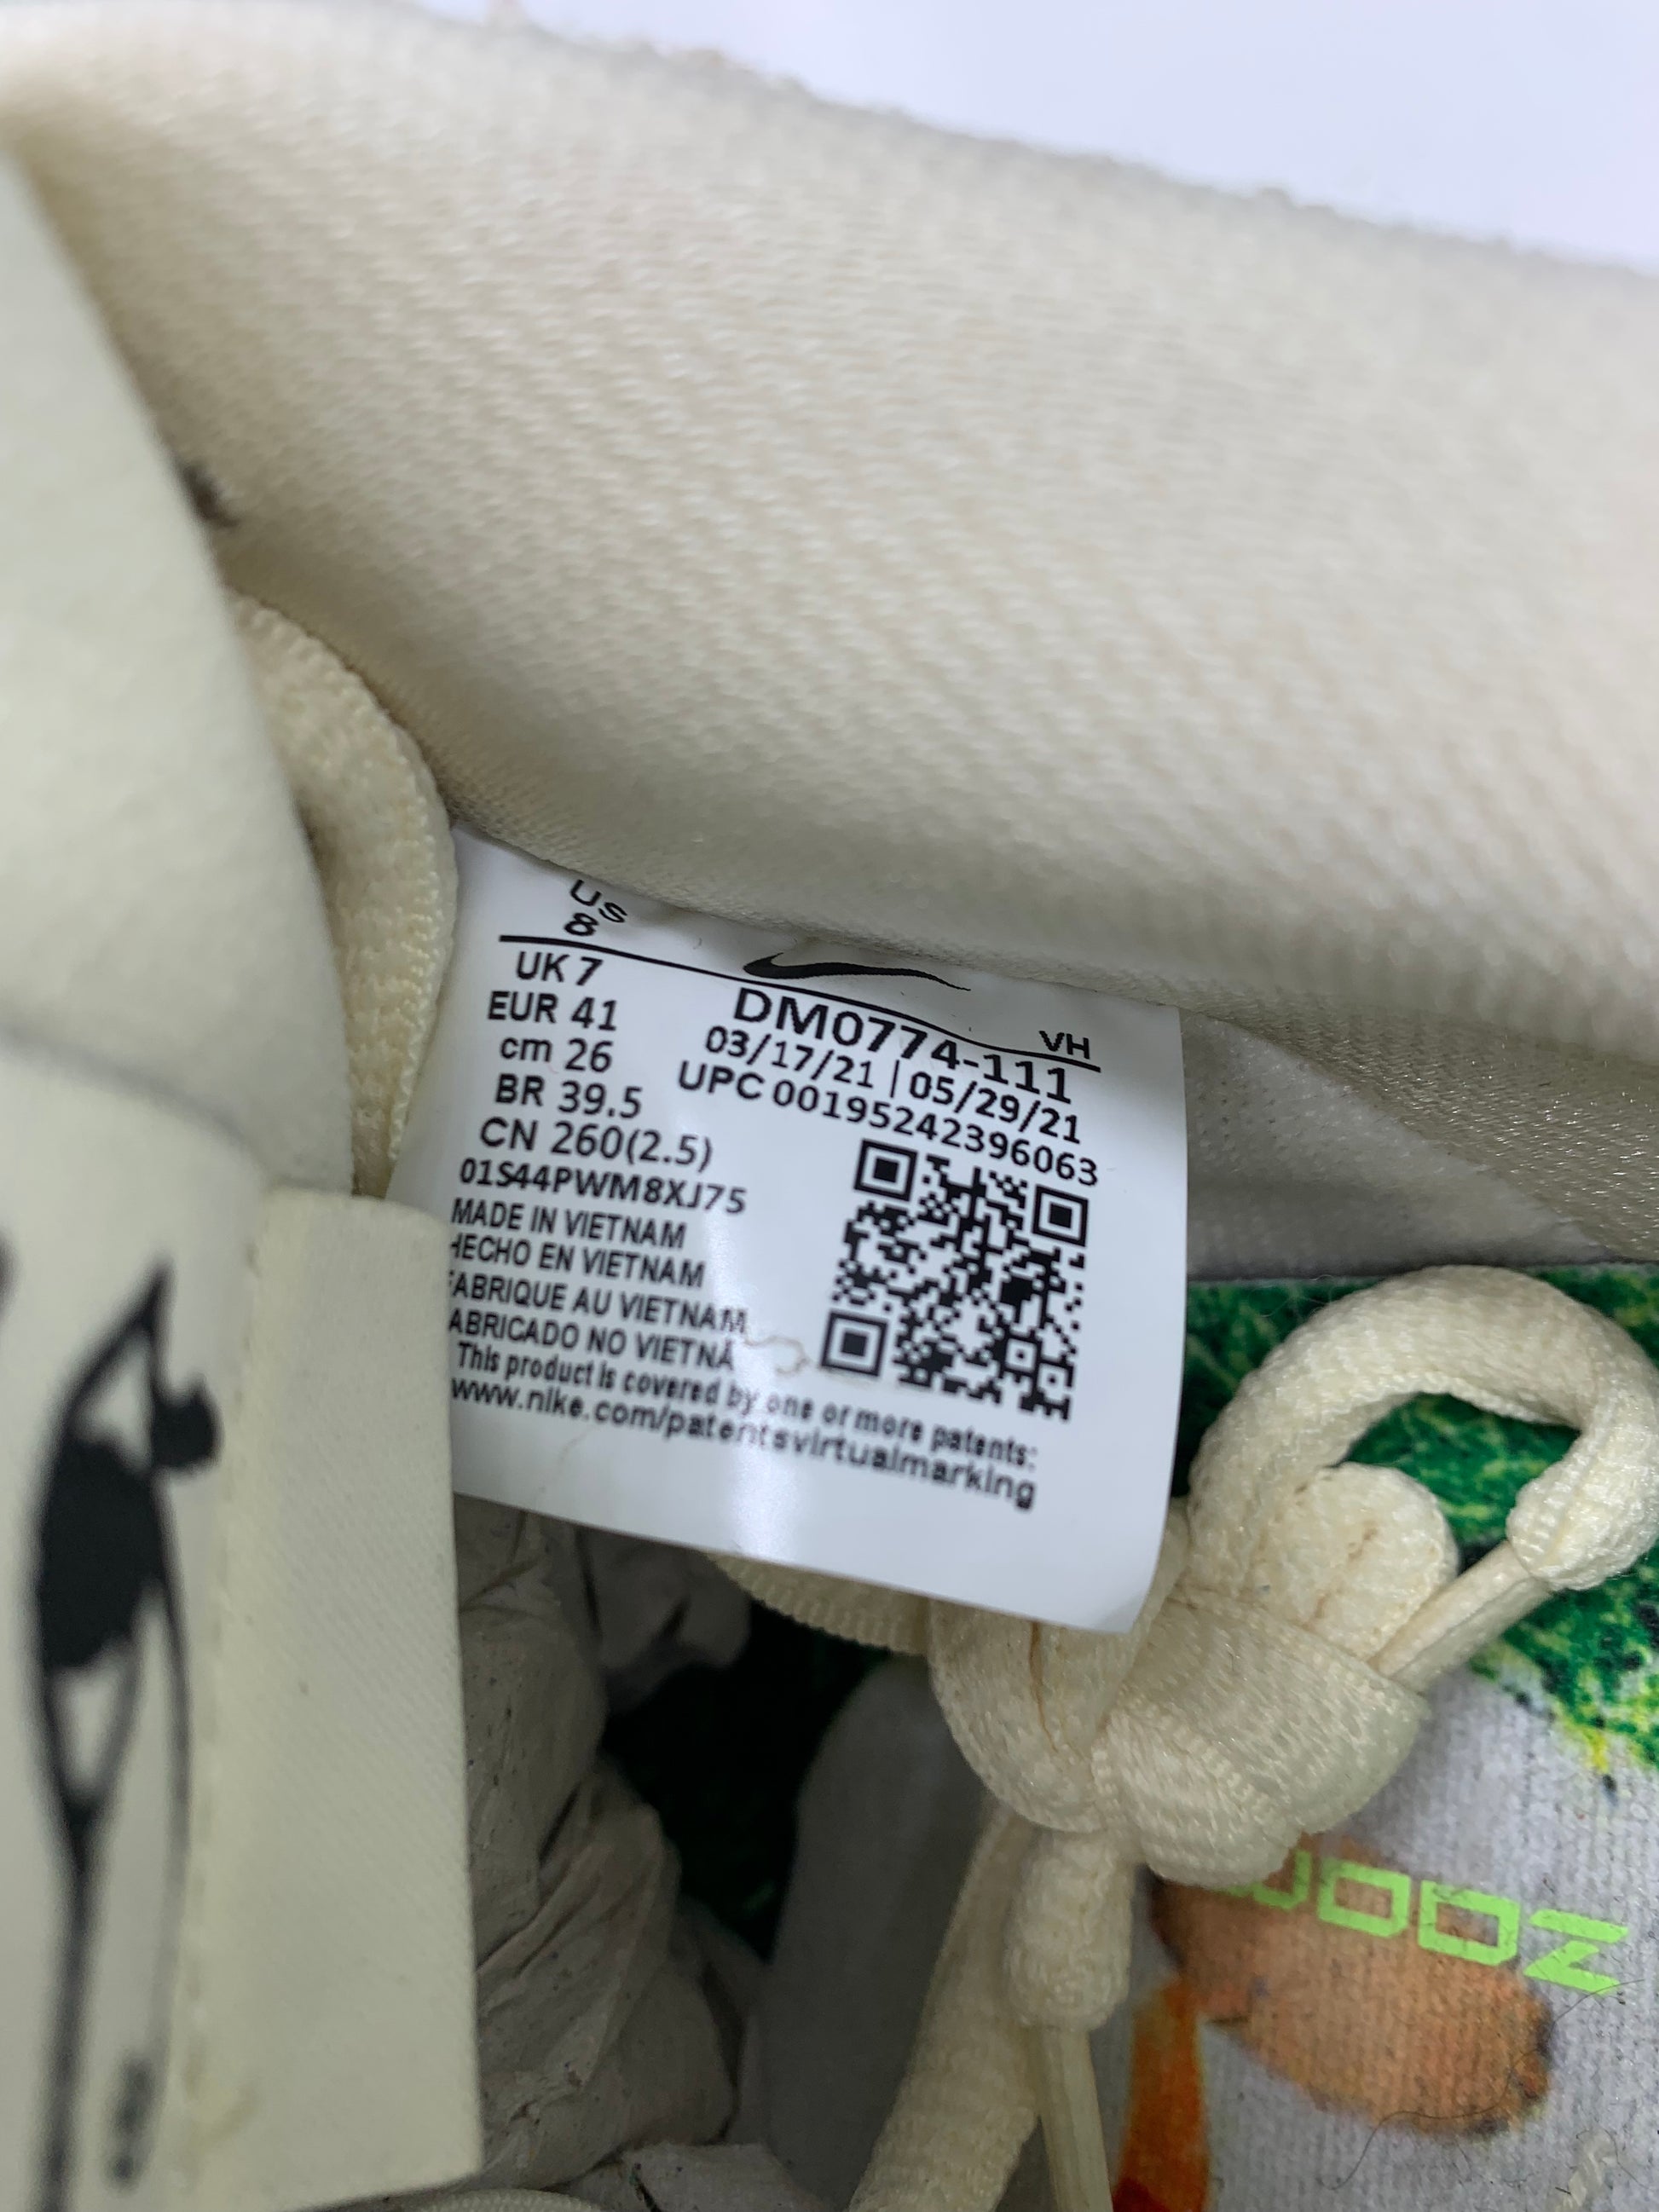 US
8
VH
UK 7
EUR 41
cm 26
BR 39.5
CN 260(2.5)
DM0774-111
03/17/21 | 05/29/21
UPC 00195242396063
01S44PWM8XJ75
MADE IN VIETNAM
HECHO EN VIETNAM
FABRIQUE AU VIETNAM
ABRICADO NO VIETNÃ
This product is covered by one or more patents:
www.nike.com/patentsvirtualmarking